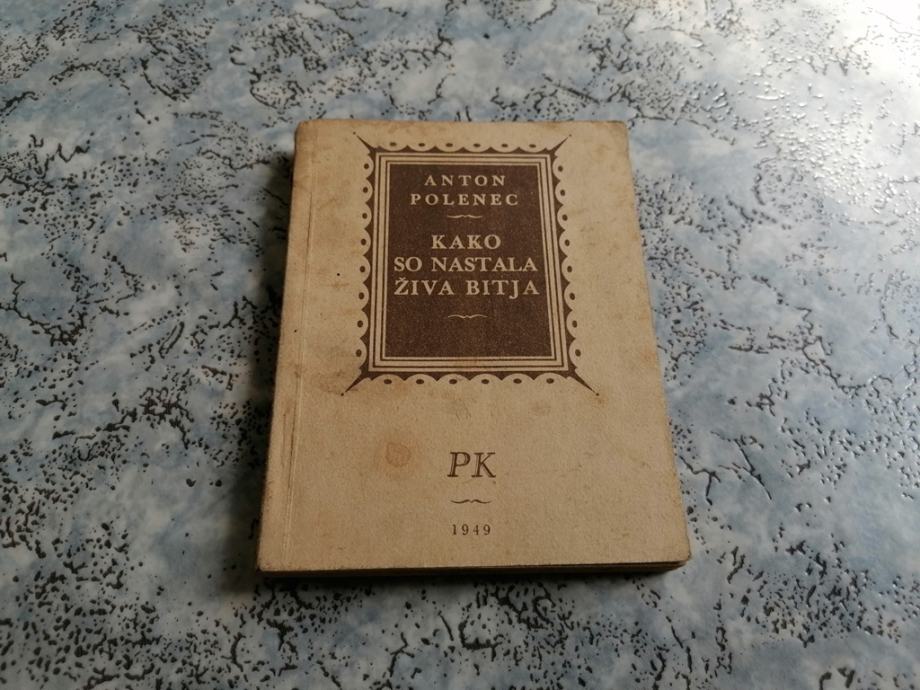 ANTON
POLENEC
KAKO
SO NASTALA
ŽIVA BITJA
PK
1949